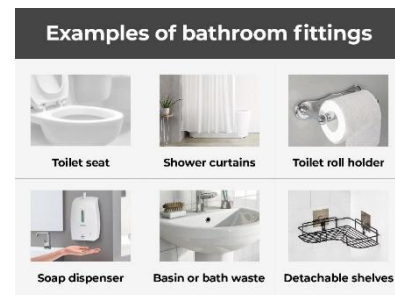 Examples of bathroom fittings
Toilet seat
Shower curtains
Toilet roll holder
Soap dispenser
Basin or bath waste
Detachable shelves